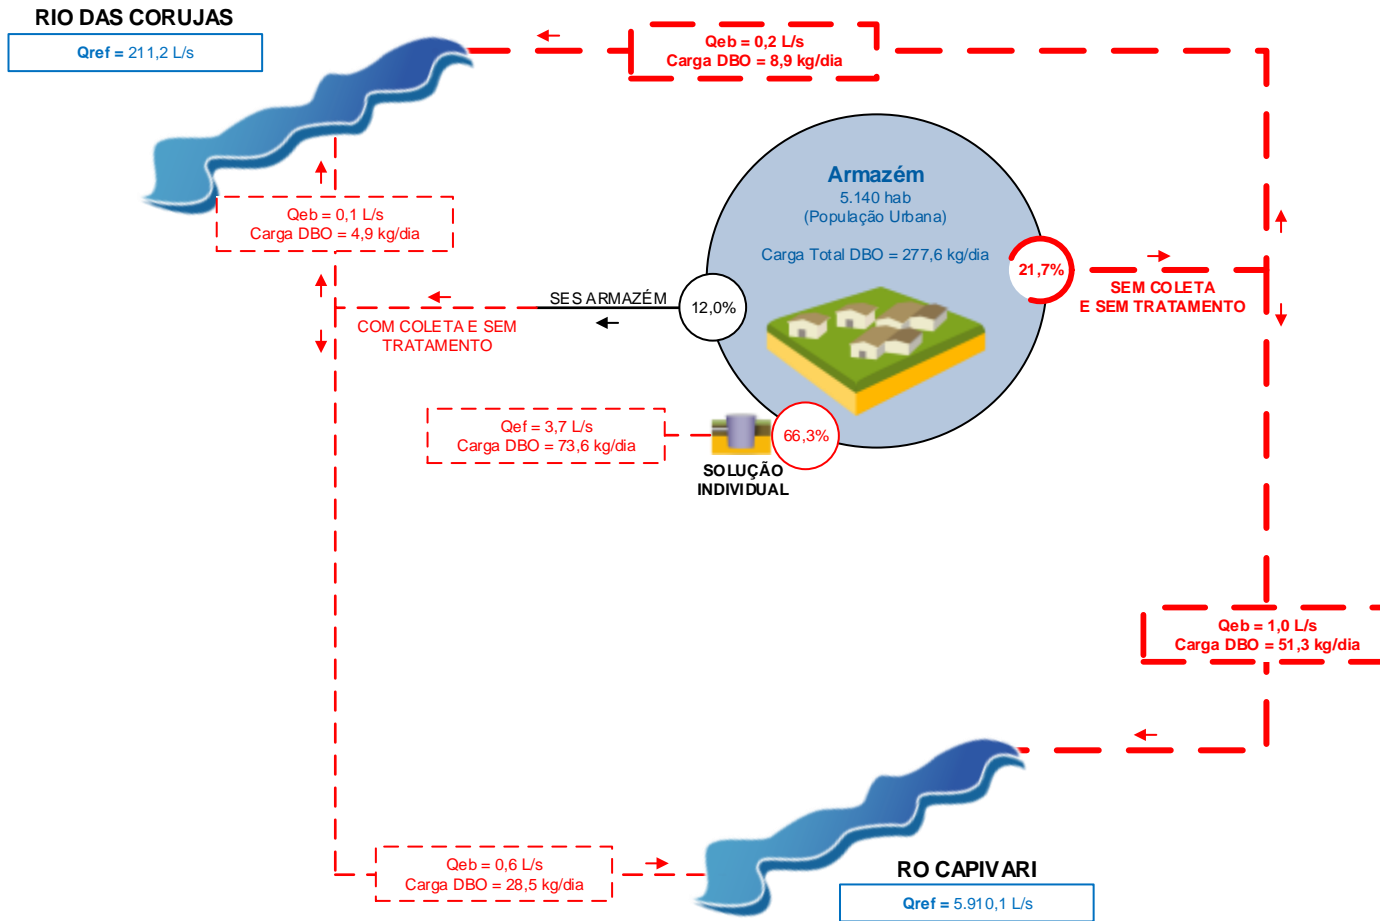 RIO DAS CORUJAS
Qref = 211,2 L/s
Qeb = 0,2 L/s
Carga DBO = 8,9 kg/dia
Armazém
5.140 hab
(População Urbana)
Carga Total DBO = 277,6 kg/dia
Qeb = 0,1 L/s
Carga DBO = 4,9 kg/dia
21,7%
SEM COLETA
E SEM TRATAMENTO
SES ARMAZÉM
12,0%
COM COLETA E SEM
TRATAMENTO
Qef = 3,7 L/s
Carga DBO = 73,6 kg/dia
66,3%
SOLUÇÃO
INDIVIDUAL
Qeb = 1,0 L/s
Carga DBO = 51,3 kg/dia
Qeb = 0,6 L/s
Carga DBO = 28,5 kg/dia
RO CAPIVARI
Qref = 5.910,1 L/s